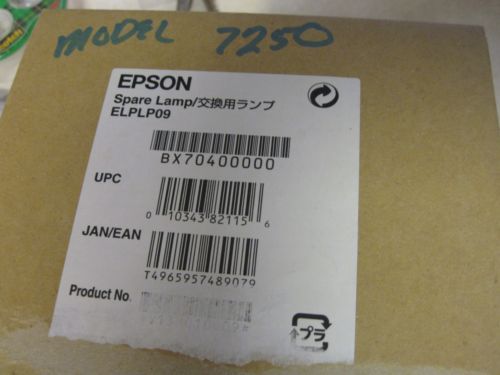 MODEL 7250
EPSON
Spare Lamp/交換用ランプ
ELPLP09
BX70400000
UPC
0 10343 82115 6
JAN/EAN
T4965957489079
Product No.
プラ